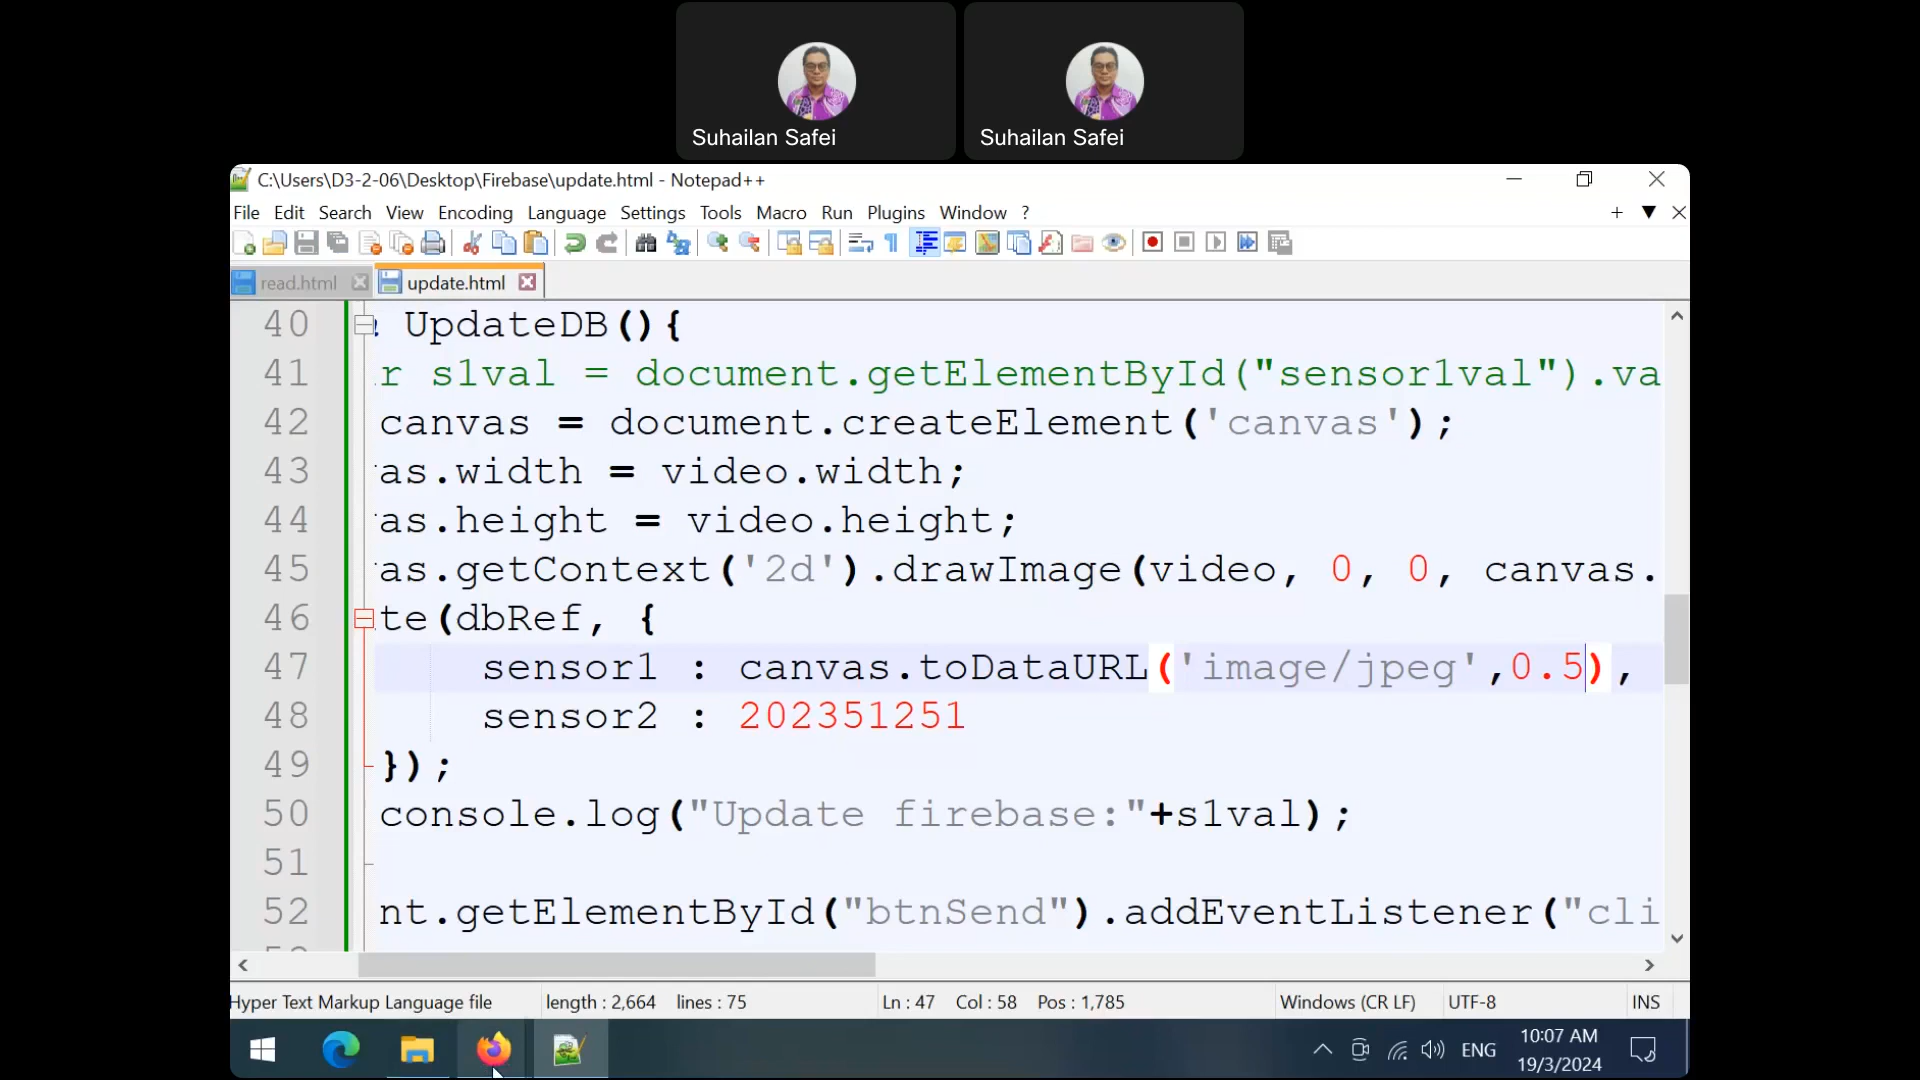 Suhailan Safei
Suhailan Safei
C:\Users\D3-2-06\Desktop\Firebase\update.html - Notepad++
File Edit Search View Encoding Language Settings Tools Macro Run Plugins Window ?
read.html update.html
40 UpdateDB(){
41 r s1val = document.getElementById("sensor1val").va
42 canvas = document.createElement('canvas');
43 as.width = video.width;
44 as.height = video.height;
45 as.getContext('2d').drawImage(video, 0, 0, canvas.
46 te(dbRef, {
47 sensor1 : canvas.toDataURL('image/jpeg',0.5),
48 sensor2 : 202351251
49 });
50 console.log("Update firebase:"+s1val);
51
52 nt.getElementById("btnSend").addEventListener("cli
Hyper Text Markup Language file length : 2,664 lines : 75 Ln : 47 Col : 58 Pos : 1,785 Windows (CR LF) UTF-8 INS
ENG 10:07 AM
19/3/2024